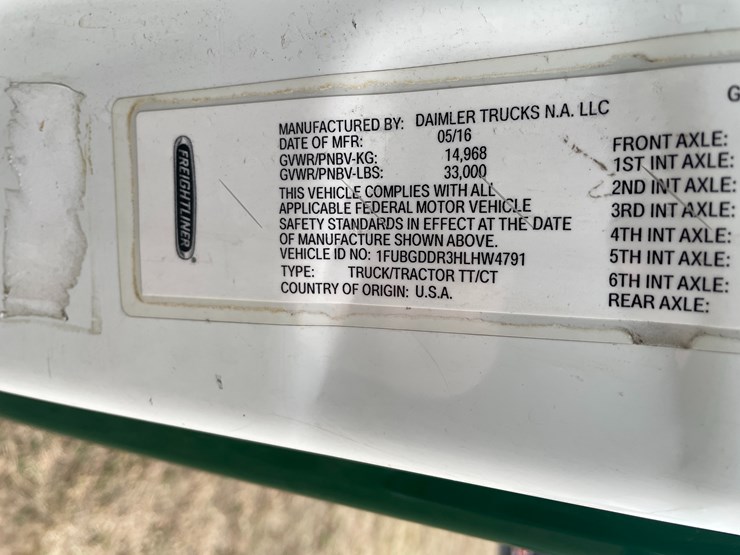 FREIGHTLINER
MANUFACTURED BY: DAIMLER TRUCKS N.A. LLC
DATE OF MFR: 05/16
GVWR/PNBV-KG: 14,968
GVWR/PNBV-LBS: 33,000
THIS VEHICLE COMPLIES WITH ALL
APPLICABLE FEDERAL MOTOR VEHICLE
SAFETY STANDARDS IN EFFECT AT THE DATE
OF MANUFACTURE SHOWN ABOVE.
VEHICLE ID NO: 1FUBGDDR3HLHW4791
TYPE: TRUCK/TRACTOR TT/CT
COUNTRY OF ORIGIN: U.S.A.
G
FRONT AXLE:
1ST INT AXLE:
2ND INT AXLE:
3RD INT AXLE:
4TH INT AXLE:
5TH INT AXLE:
6TH INT AXLE:
REAR AXLE: